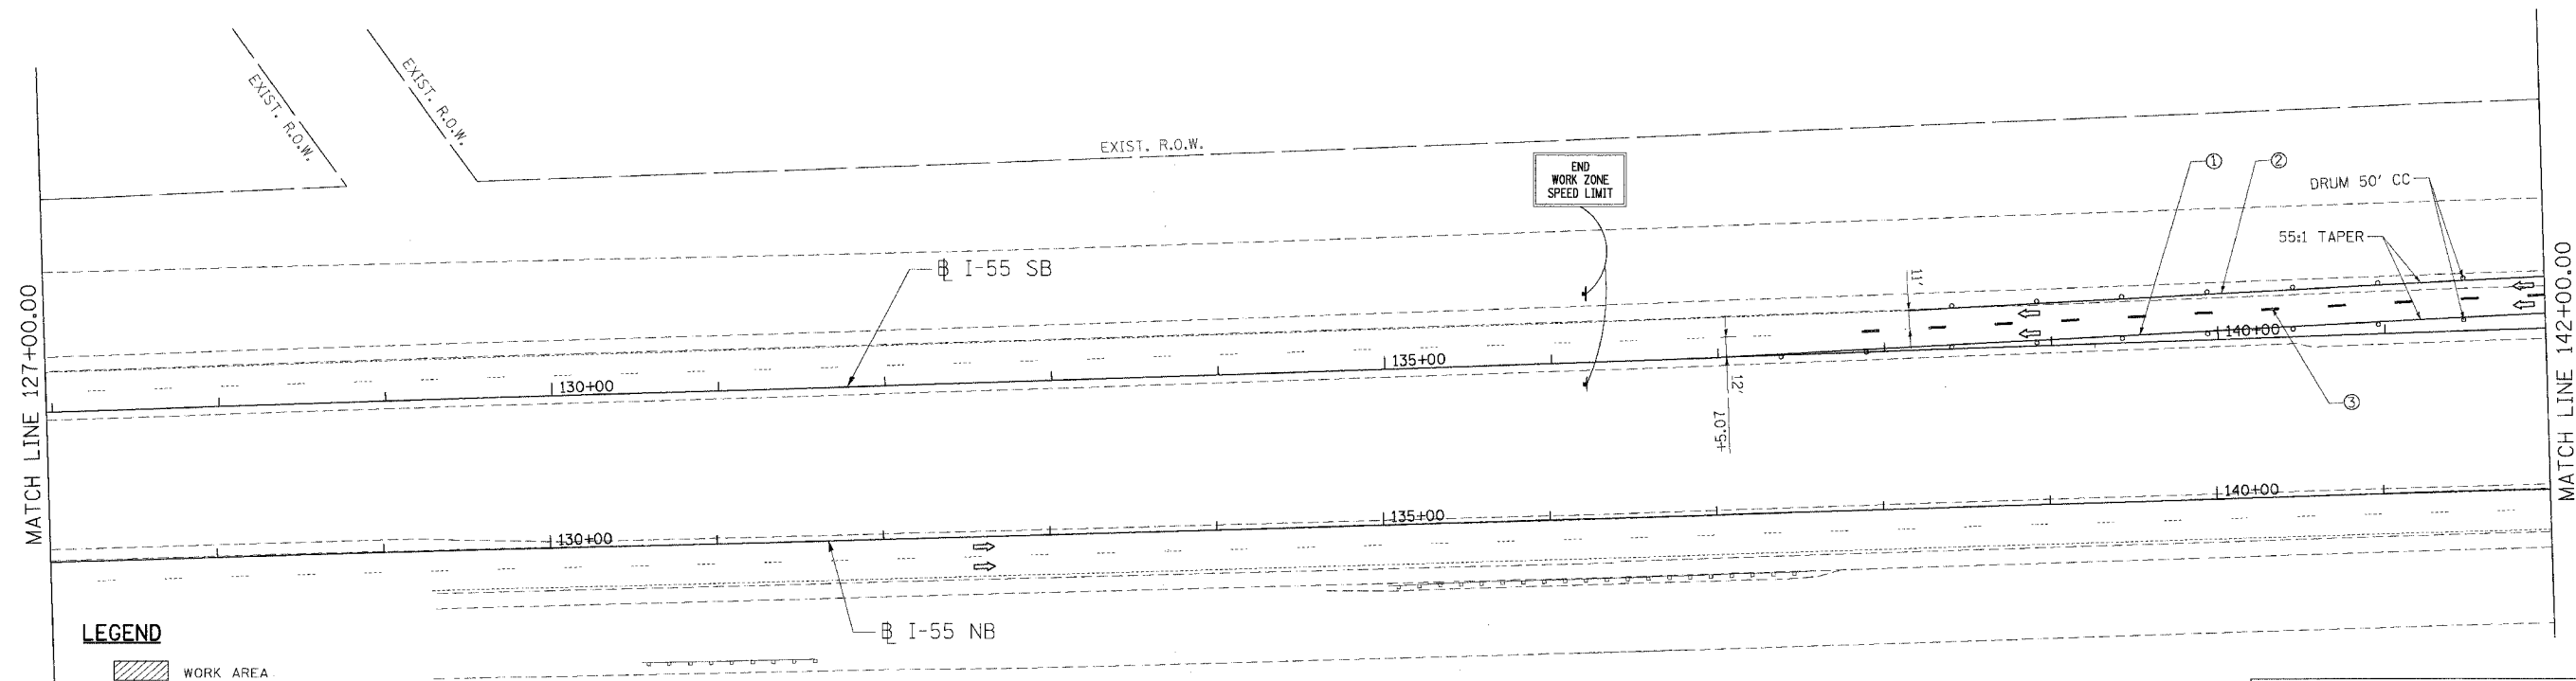 EXIST. R.O.W.
EXIST. R.O.W.
EXIST. R.O.W.
END
WORK ZONE
SPEED LIMIT
①
②
DRUM 50' CC
55:1 TAPER
11'
℄ I-55 SB
140+00
135+00
130+00
12'
+5.07
③
MATCH LINE 127+00.00
MATCH LINE 142+00.00
140+00
135+00
130+00
℄ I-55 NB
LEGEND
WORK AREA